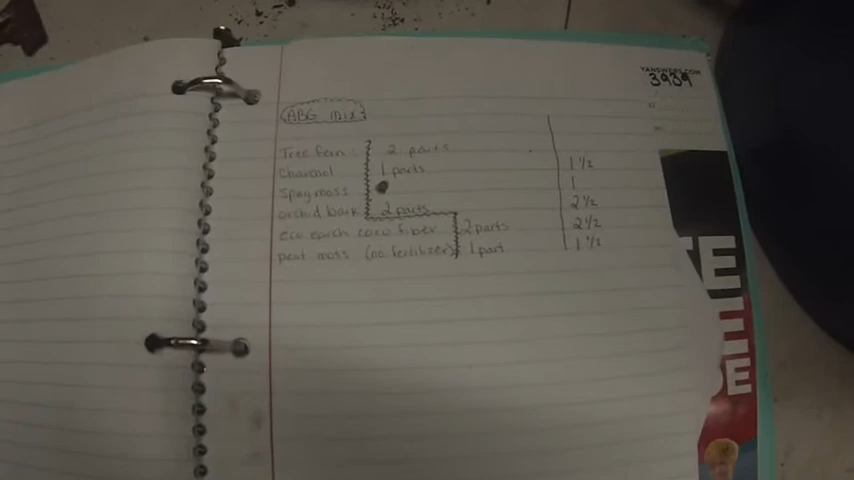 YANSWERS.COM
3939
ABG mix
Tree fern: 2 parts
Charcoal 1 parts 1 1/2
Spag moss 1
orchid bark 2 parts 2 1/2
eco earth coco fiber 2 parts 2 1/2
peat moss (no fertilizer) 1 part 1 1/2